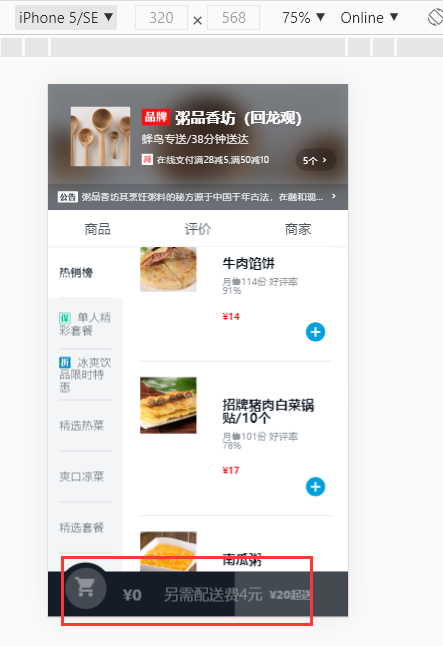 iPhone 5/SE ▼ 320 × 568 75% ▼ Online ▼
品牌 粥品香坊（回龙观）
蜂鸟专送/38分钟送达
减 在线支付满28减5,满50减10
5个 >
公告 粥品香坊其烹饪粥料的秘方源于中国千年古法，在融和现... >
商品 评价 商家
热销榜
保 单人精
彩套餐
折 冰爽饮
品限时特
惠
精选热菜
爽口凉菜
精选套餐
牛肉馅饼
月售114份 好评率
91%
¥14
招牌猪肉白菜锅
贴/10个
月售101份 好评率
78%
¥17
南瓜粥
¥0 另需配送费4元 ¥20起送